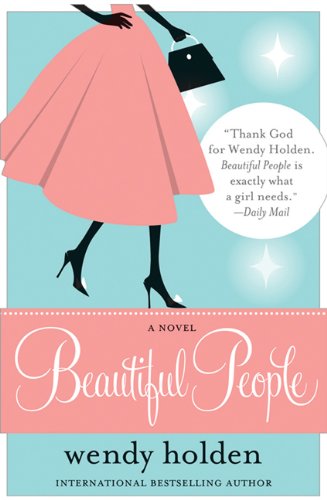 “Thank God
for Wendy Holden.
Beautiful People is
exactly what
a girl needs.”
—Daily Mail
A NOVEL
Beautiful People
wendy holden
INTERNATIONAL BESTSELLING AUTHOR